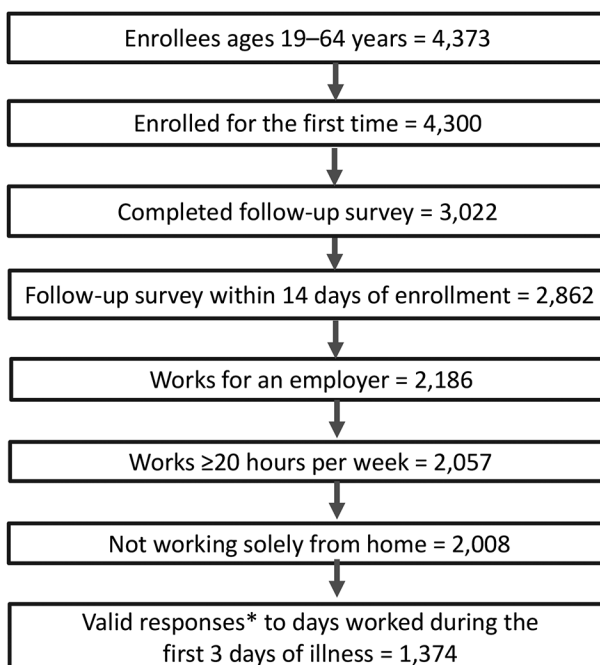 Enrollees ages 19–64 years = 4,373
Enrolled for the first time = 4,300
Completed follow-up survey = 3,022
Follow-up survey within 14 days of enrollment = 2,862
Works for an employer = 2,186
Works ≥20 hours per week = 2,057
Not working solely from home = 2,008
Valid responses* to days worked during the
first 3 days of illness = 1,374